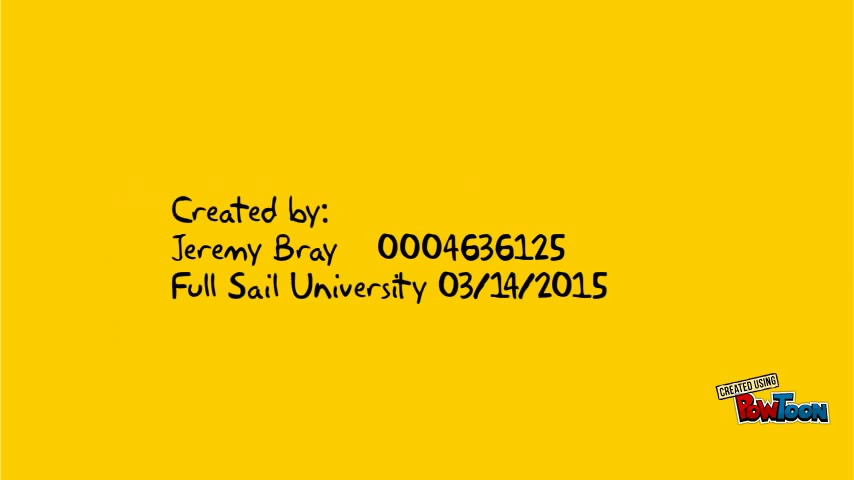 Created by:
Jeremy Bray 0004636125
Full Sail University 03/14/2015
CREATED USING
PowToon